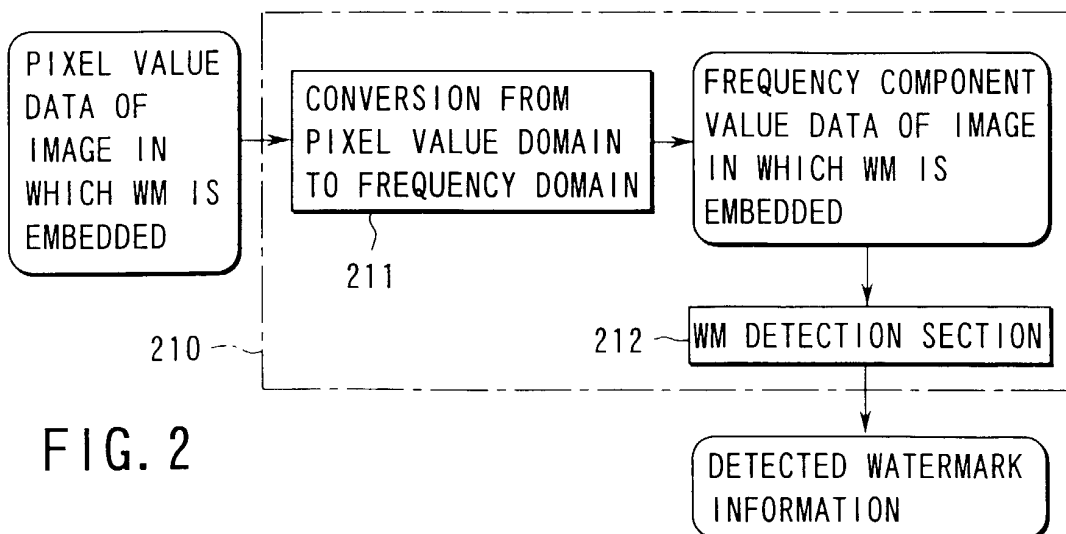 PIXEL VALUE
DATA OF
IMAGE IN
WHICH WM IS
EMBEDDED
CONVERSION FROM
PIXEL VALUE DOMAIN
TO FREQUENCY DOMAIN
211
FREQUENCY COMPONENT
VALUE DATA OF IMAGE
IN WHICH WM IS
EMBEDDED
210
212
WM DETECTION SECTION
DETECTED WATERMARK
INFORMATION
FIG. 2